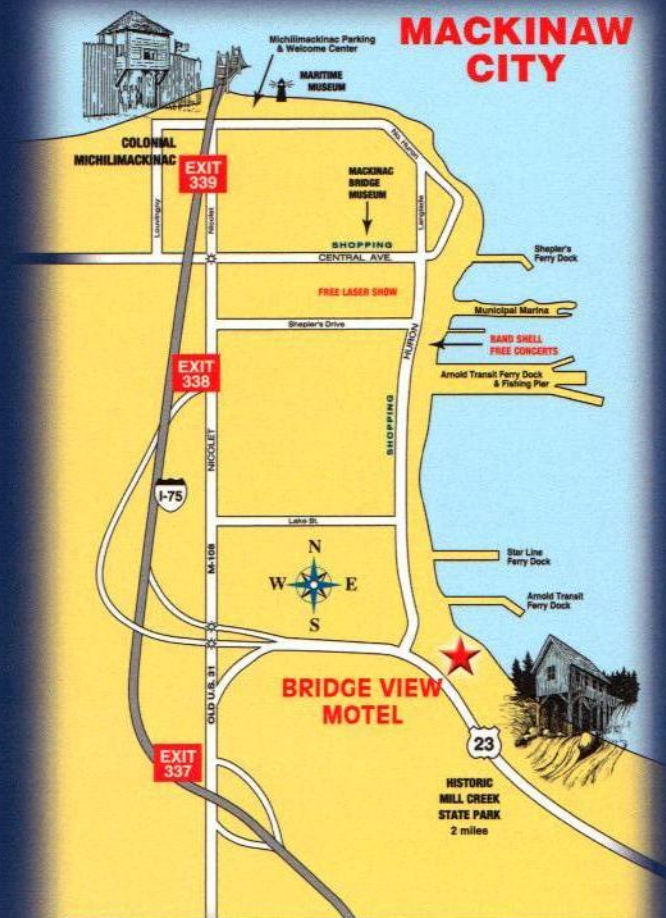 MACKINAW
CITY
Michilimackinac Parking
& Welcome Center
MARITIME
MUSEUM
COLONIAL
MICHILIMACKINAC
EXIT
339
No. Huron
MACKINAC
BRIDGE
MUSEUM
Louvingny
Nicolet
Langlade
SHOPPING
CENTRAL AVE.
Shepler's
Ferry Dock
FREE LASER SHOW
Municipal Marina
Shepler's Drive
HURON
BAND SHELL
FREE CONCERTS
EXIT
338
Arnold Transit Ferry Dock
& Fishing Pier
SHOPPING
NICOLET
I-75
Lake St.
M-108
N
W E
S
Star Line
Ferry Dock
Arnold Transit
Ferry Dock
BRIDGE VIEW
MOTEL
OLD U.S. 31
23
EXIT
337
HISTORIC
MILL CREEK
STATE PARK
2 miles